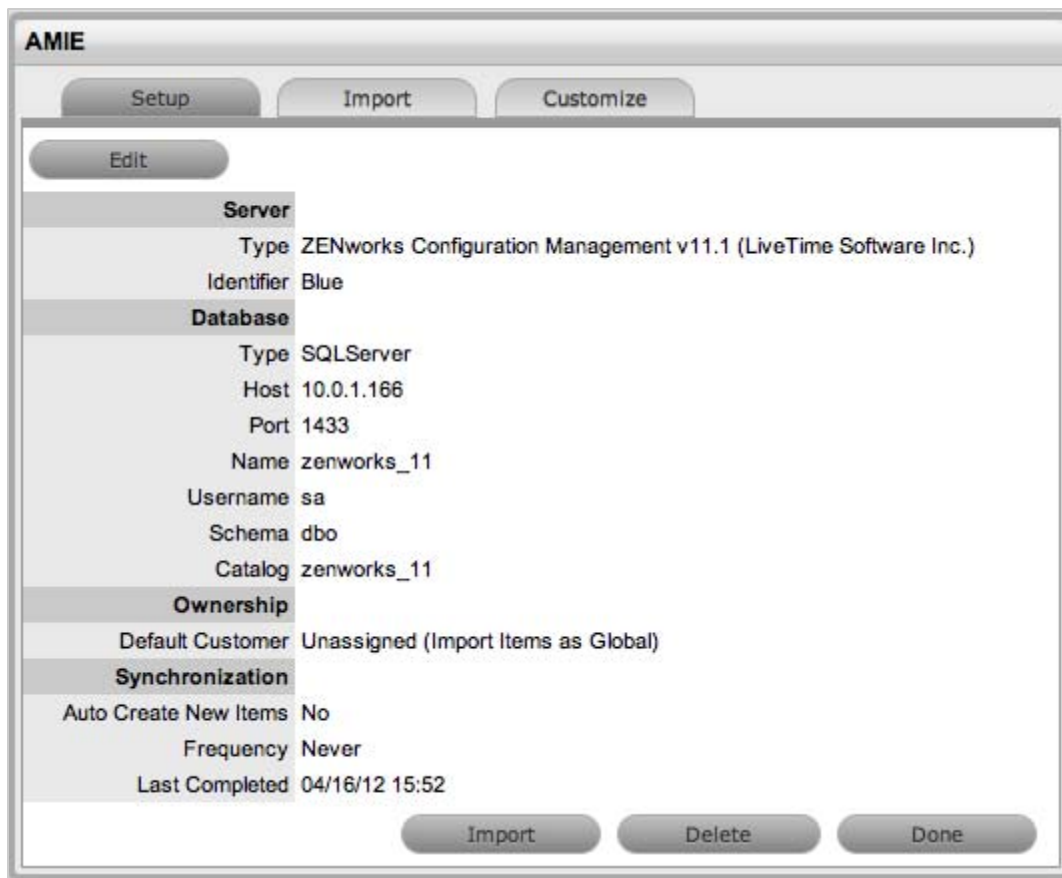 AMIE
Setup Import Customize
Edit
Server
Type ZENworks Configuration Management v11.1 (LiveTime Software Inc.)
Identifier Blue
Database
Type SQLServer
Host 10.0.1.166
Port 1433
Name zenworks_11
Username sa
Schema dbo
Catalog zenworks_11
Ownership
Default Customer Unassigned (Import Items as Global)
Synchronization
Auto Create New Items No
Frequency Never
Last Completed 04/16/12 15:52
Import Delete Done